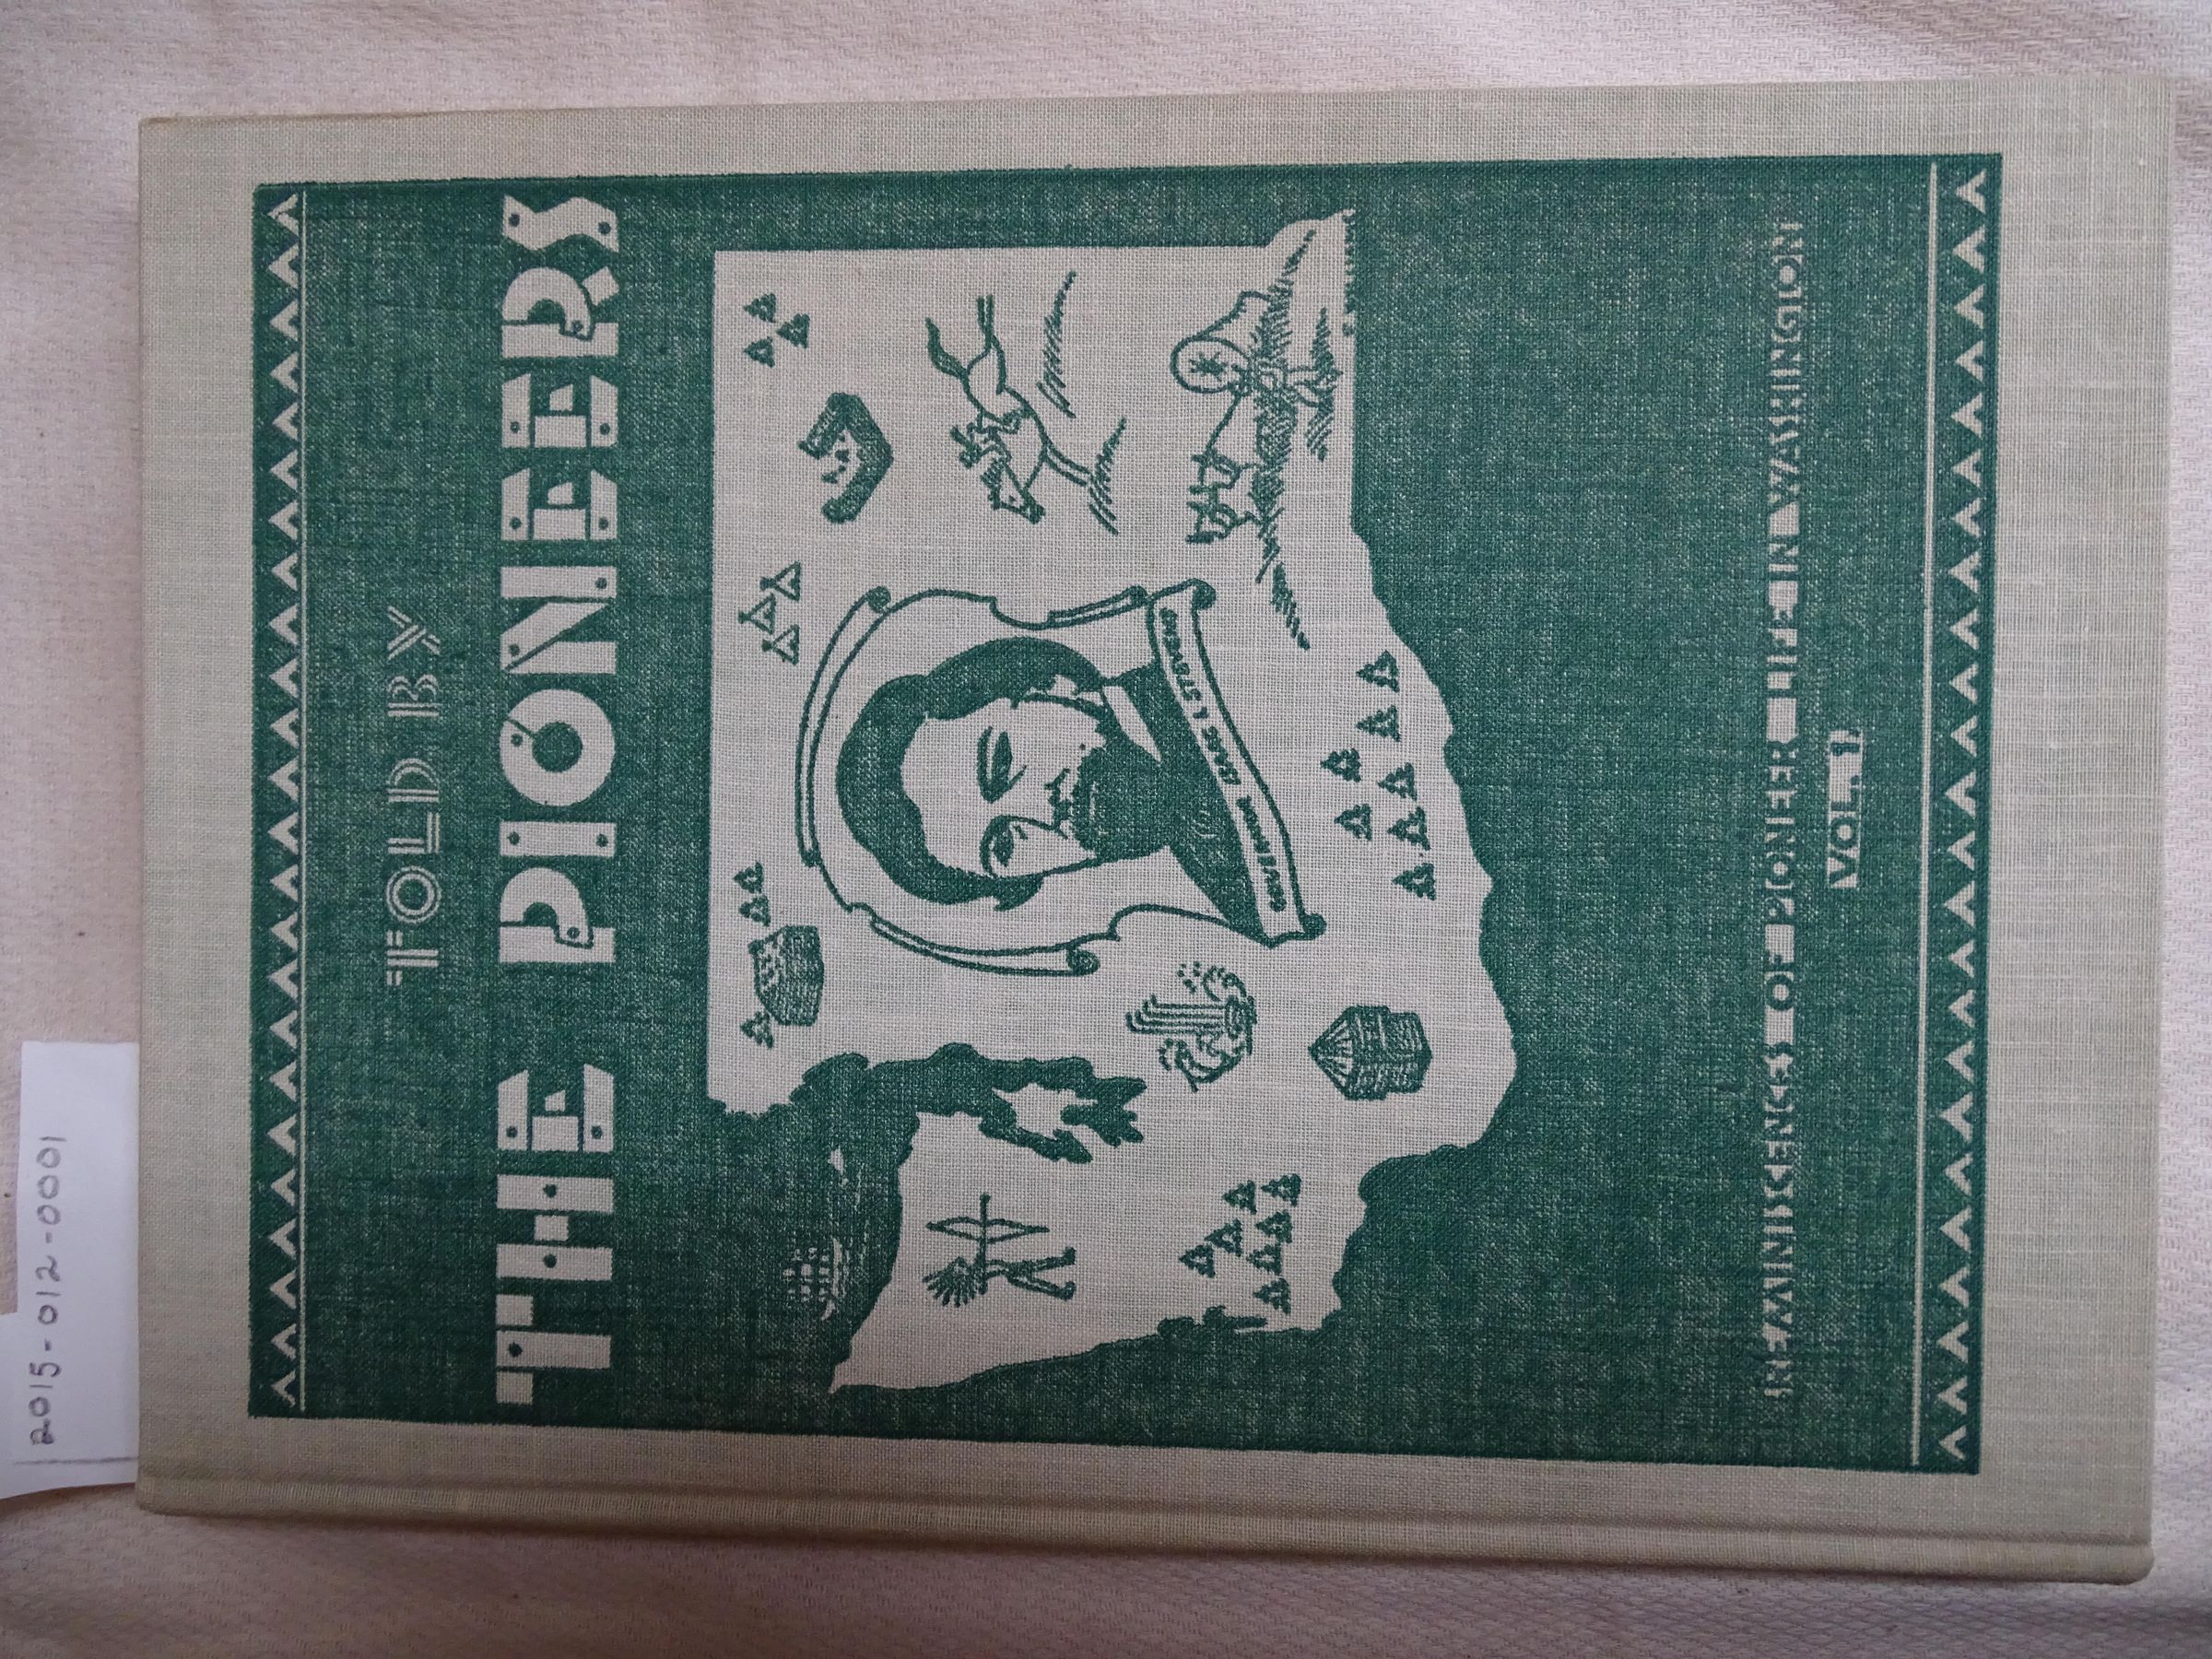 2015-012-0001
TOLD BY
THE PIONEERS
GOVERNOR ISAAC I. STEVENS
REMINISCENCES OF PIONEER LIFE IN WASHINGTON
VOL. 1